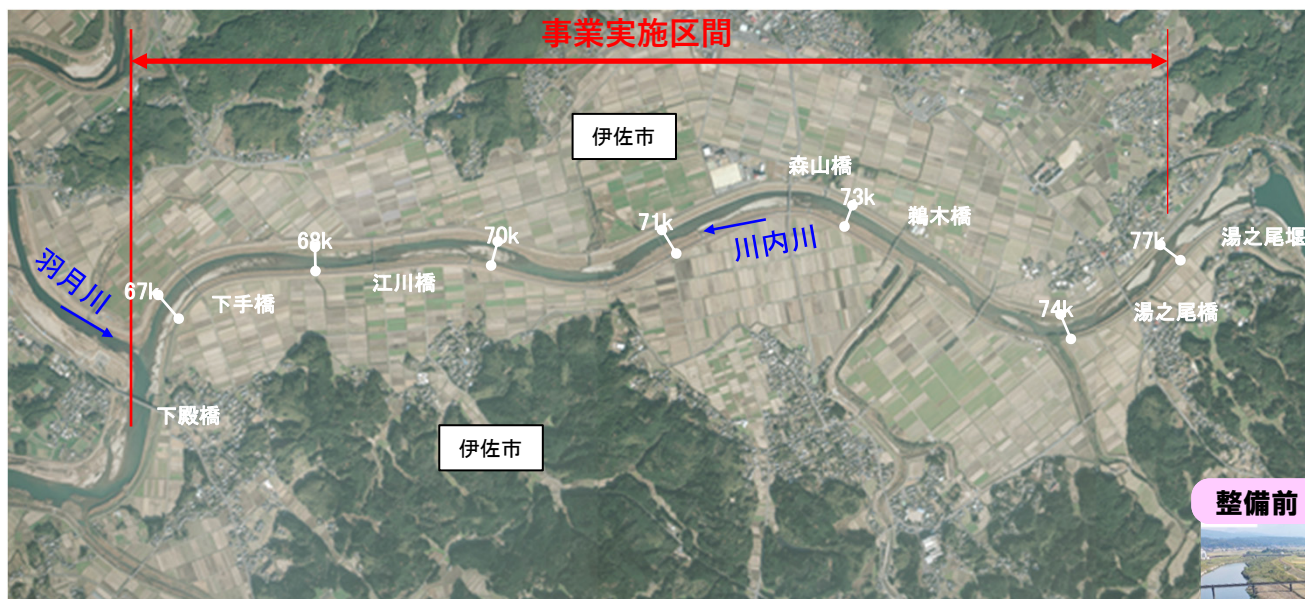 事業実施区間
伊佐市
森山橋
73k
鵜木橋
71k
川内川
68k
70k
江川橋
77k
湯之尾堰
羽月川
67k
下手橋
74k
湯之尾橋
下殿橋
伊佐市
整備前